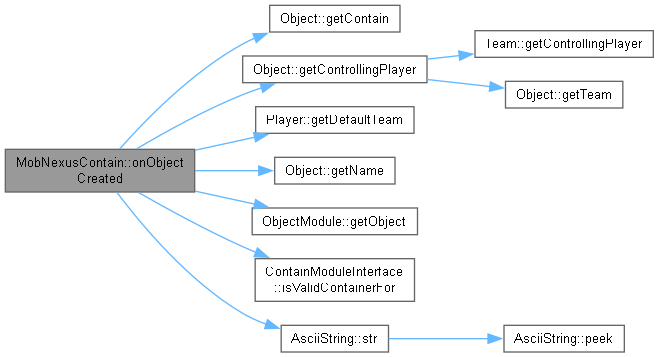 Object::getContain
Team::getControllingPlayer
Object::getControllingPlayer
Object::getTeam
Player::getDefaultTeam
MobNexusContain::onObject
Created
Object::getName
ObjectModule::getObject
ContainModuleInterface
::isValidContainerFor
AsciiString::str
AsciiString::peek